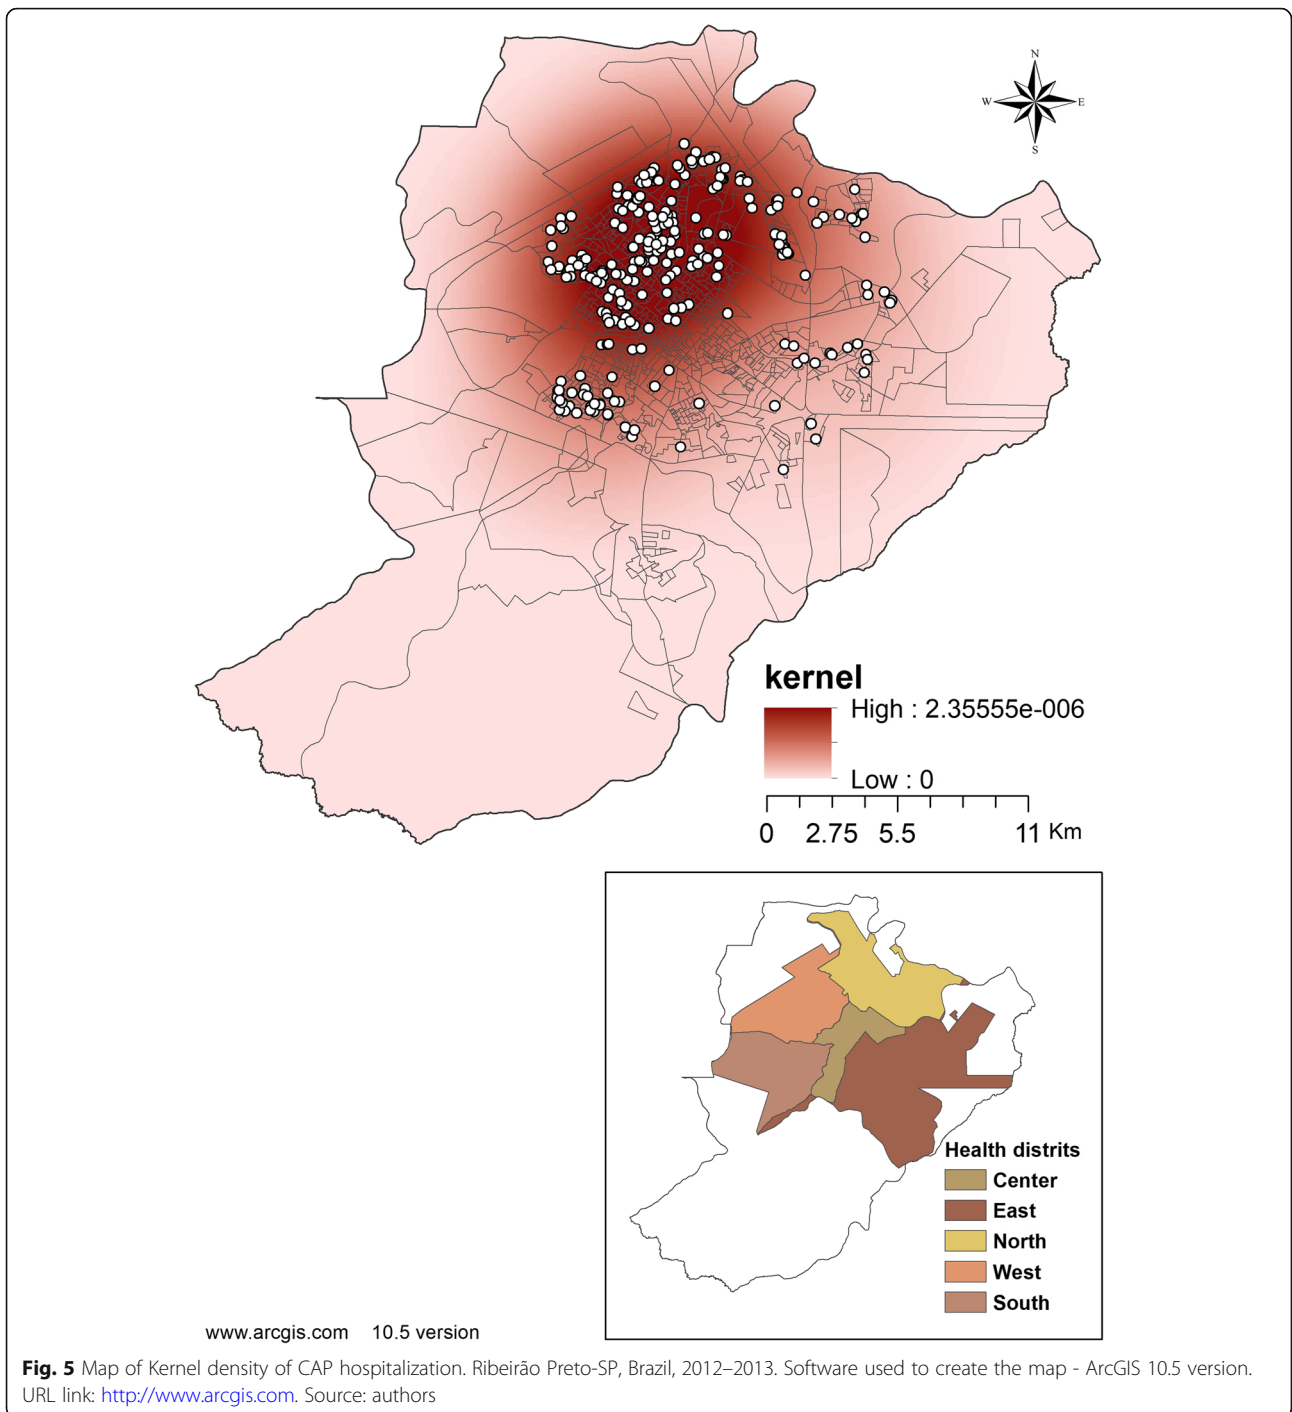 N
W E
S
kernel
High : 2.35555e-006
Low : 0
0 2.75 5.5 11 Km
Health distrits
Center
East
North
West
South
www.arcgis.com 10.5 version
Fig. 5 Map of Kernel density of CAP hospitalization. Ribeirão Preto-SP, Brazil, 2012–2013. Software used to create the map - ArcGIS 10.5 version.
URL link: http://www.arcgis.com. Source: authors